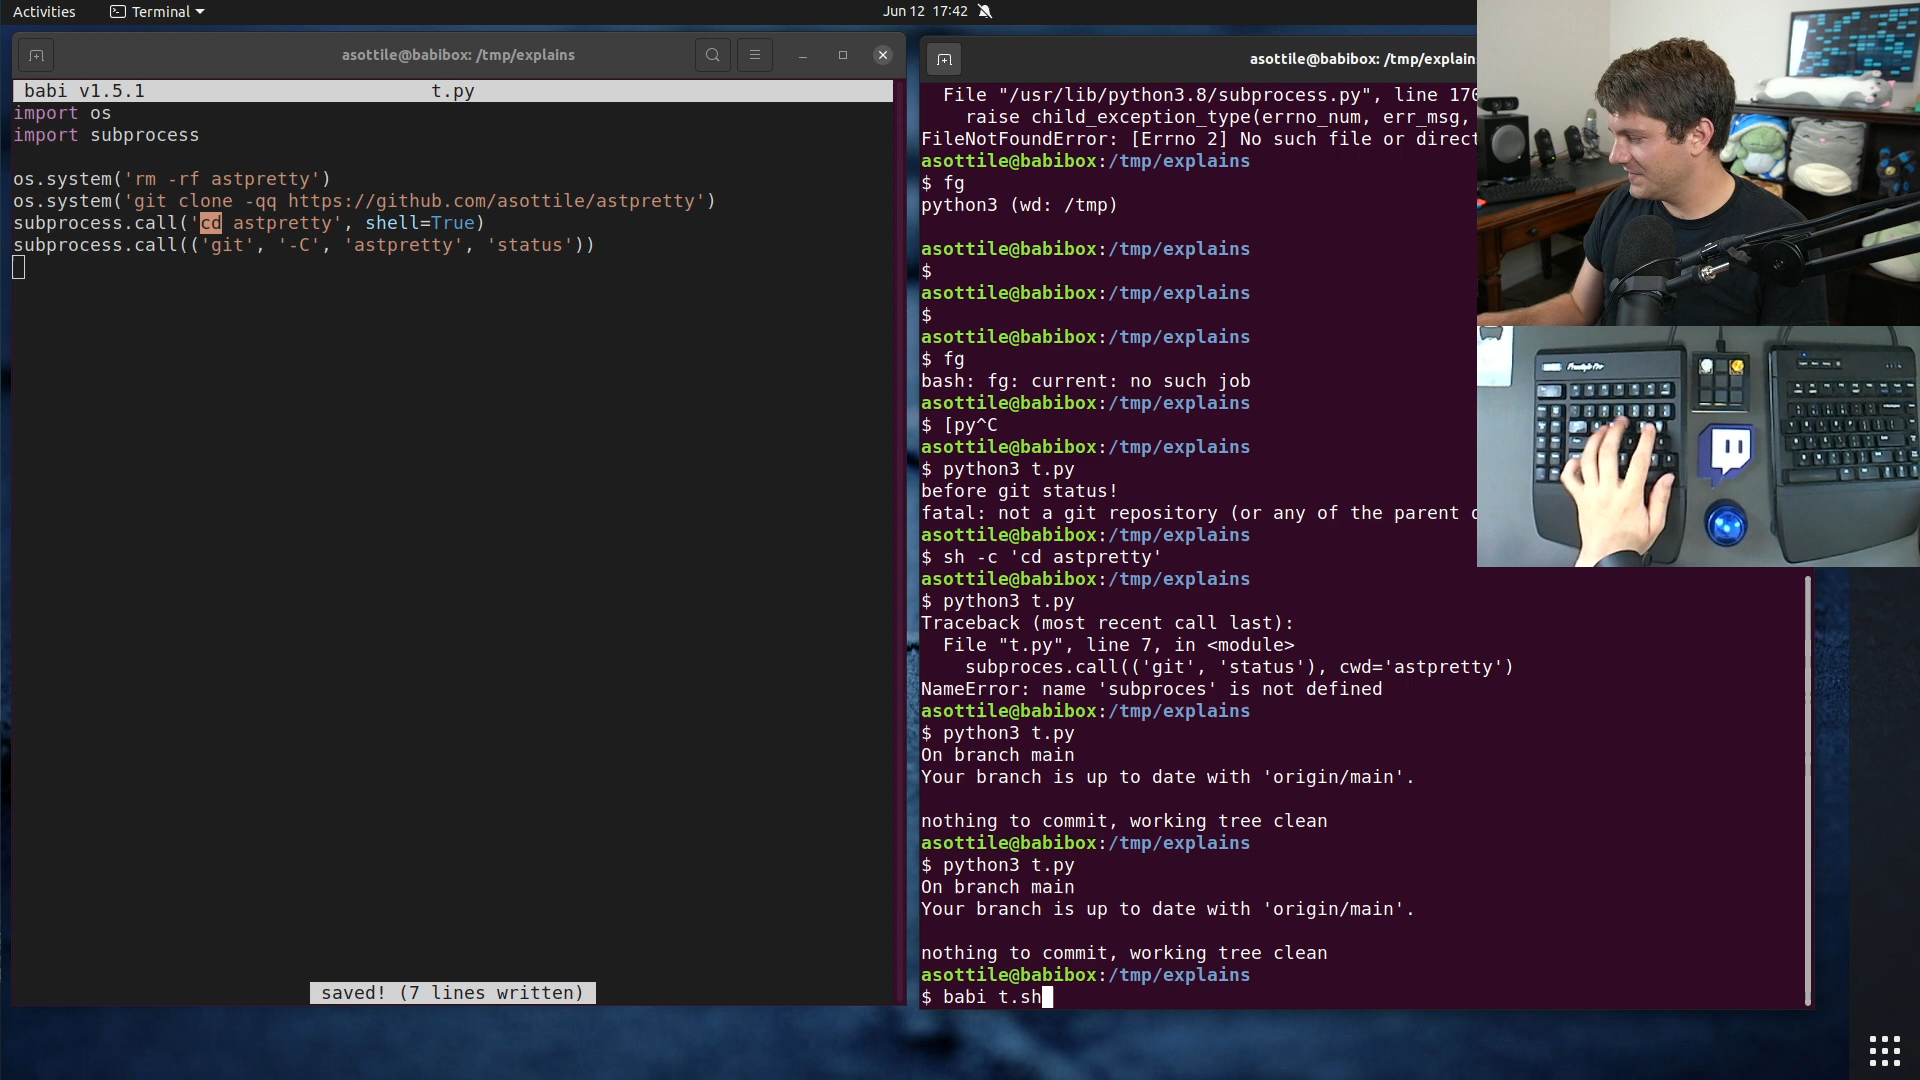 Activities
Terminal
Jun 12 17:42
asottile@babibox: /tmp/explains
babi v1.5.1 t.py
import os
import subprocess
os.system('rm -rf astpretty')
os.system('git clone -qq https://github.com/asottile/astpretty')
subprocess.call('cd astpretty', shell=True)
subprocess.call(('git', '-C', 'astpretty', 'status'))
saved! (7 lines written)
asottile@babibox: /tmp/explains
File "/usr/lib/python3.8/subprocess.py", line 170
raise child_exception_type(errno_num, err_msg,
FileNotFoundError: [Errno 2] No such file or direct
asottile@babibox:/tmp/explains
$ fg
python3 (wd: /tmp)
asottile@babibox:/tmp/explains
$
asottile@babibox:/tmp/explains
$
asottile@babibox:/tmp/explains
$ fg
bash: fg: current: no such job
asottile@babibox:/tmp/explains
$ [py^C
asottile@babibox:/tmp/explains
$ python3 t.py
before git status!
fatal: not a git repository (or any of the parent
asottile@babibox:/tmp/explains
$ sh -c 'cd astpretty'
asottile@babibox:/tmp/explains
$ python3 t.py
Traceback (most recent call last):
File "t.py", line 7, in <module>
subproces.call(('git', 'status'), cwd='astpretty')
NameError: name 'subproces' is not defined
asottile@babibox:/tmp/explains
$ python3 t.py
On branch main
Your branch is up to date with 'origin/main'.
nothing to commit, working tree clean
asottile@babibox:/tmp/explains
$ python3 t.py
On branch main
Your branch is up to date with 'origin/main'.
nothing to commit, working tree clean
asottile@babibox:/tmp/explains
$ babi t.sh
Freestyle Pro